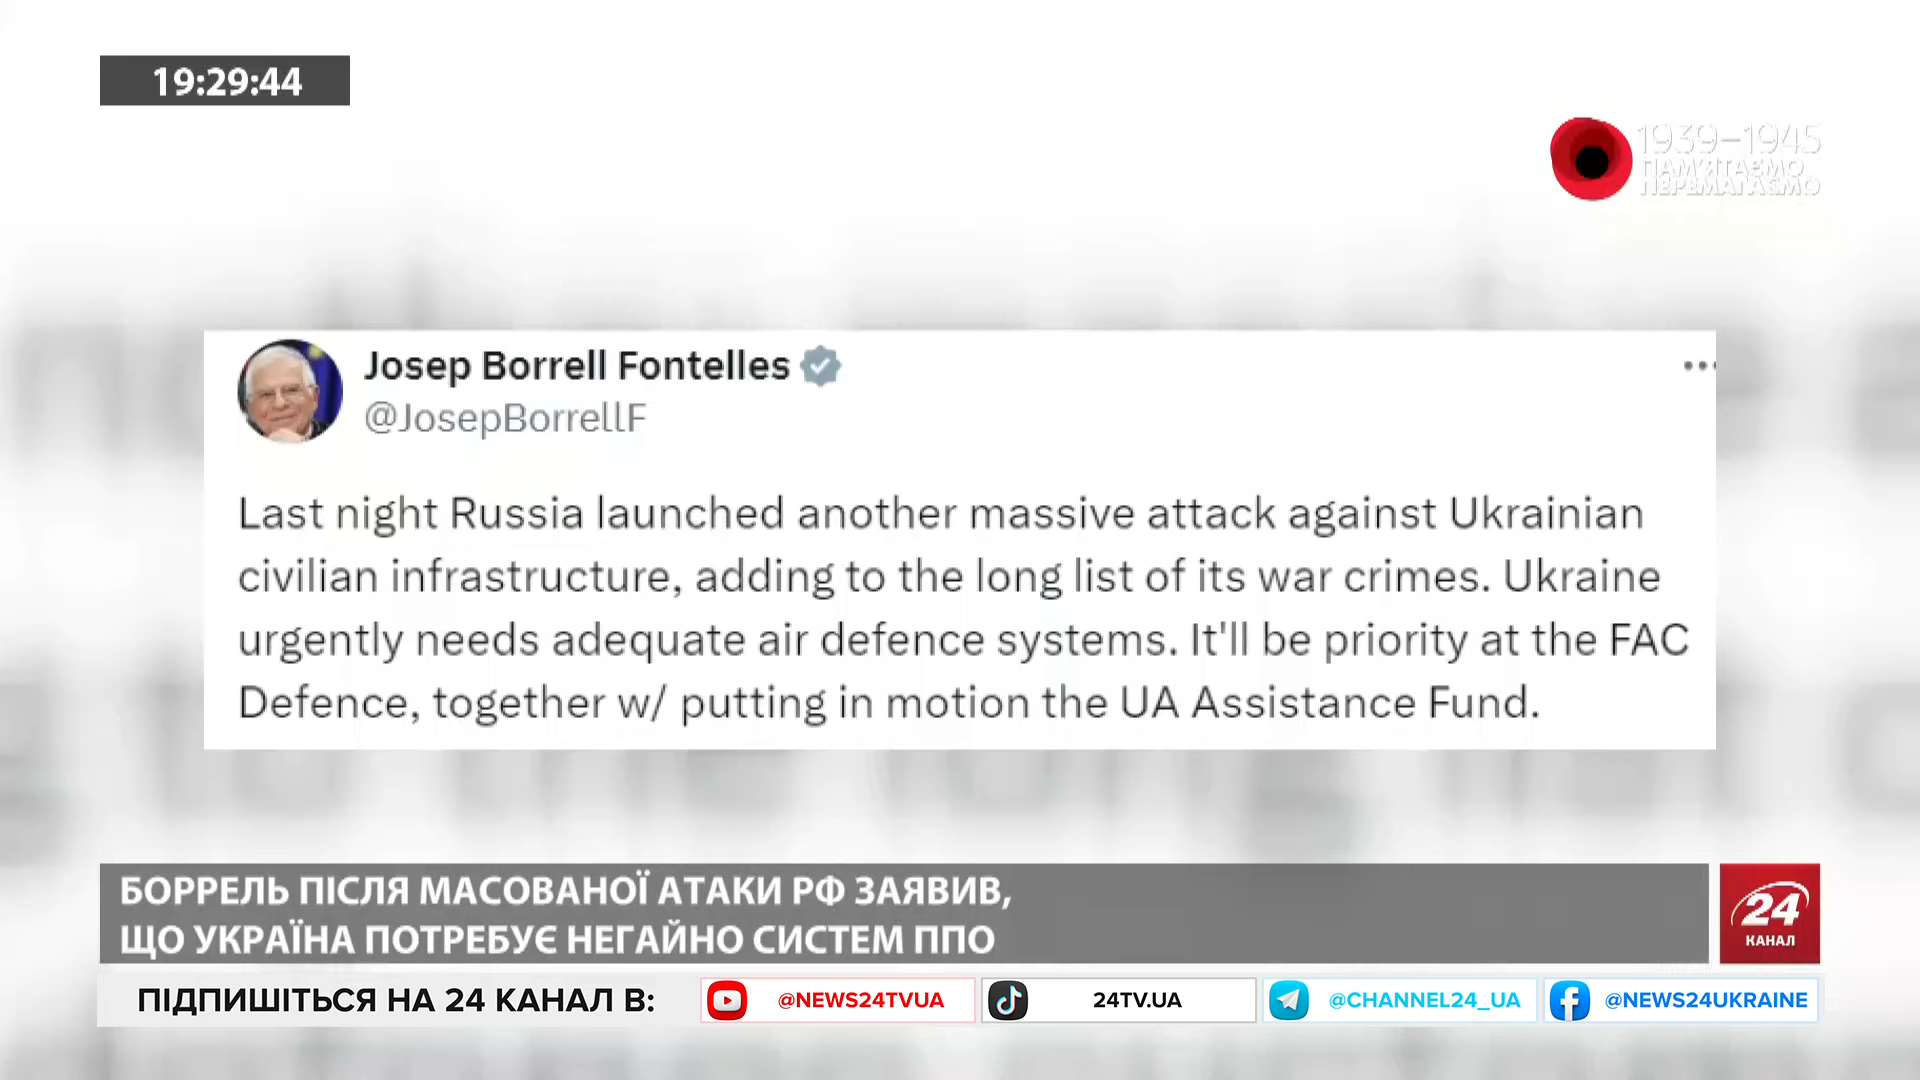 19:29:44
1939–1945
ПАМ'ЯТАЄМО
ПЕРЕМАГАЄМО
Josep Borrell Fontelles
@JosepBorrellF
Last night Russia launched another massive attack against Ukrainian
civilian infrastructure, adding to the long list of its war crimes. Ukraine
urgently needs adequate air defence systems. It'll be priority at the FAC
Defence, together w/ putting in motion the UA Assistance Fund.
БОРРЕЛЬ ПІСЛЯ МАСОВАНОЇ АТАКИ РФ ЗАЯВИВ,
ЩО УКРАЇНА ПОТРЕБУЄ НЕГАЙНО СИСТЕМ ППО
24
КАНАЛ
ПІДПИШІТЬСЯ НА 24 КАНАЛ В:
@NEWS24TVUA
24TV.UA
@CHANNEL24_UA
@NEWS24UKRAINE